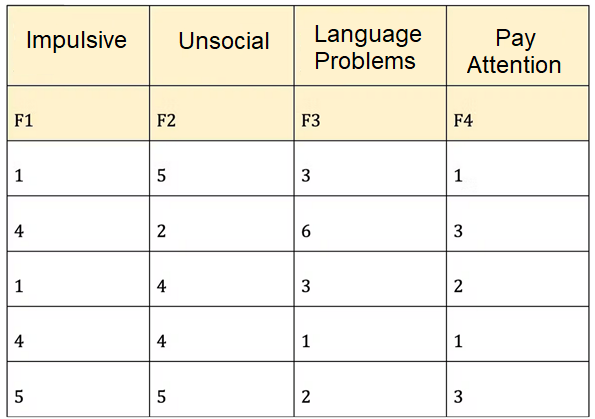 Impulsive Unsocial Language Problems Pay Attention
F1 F2 F3 F4
1 5 3 1
4 2 6 3
1 4 3 2
4 4 1 1
5 5 2 3